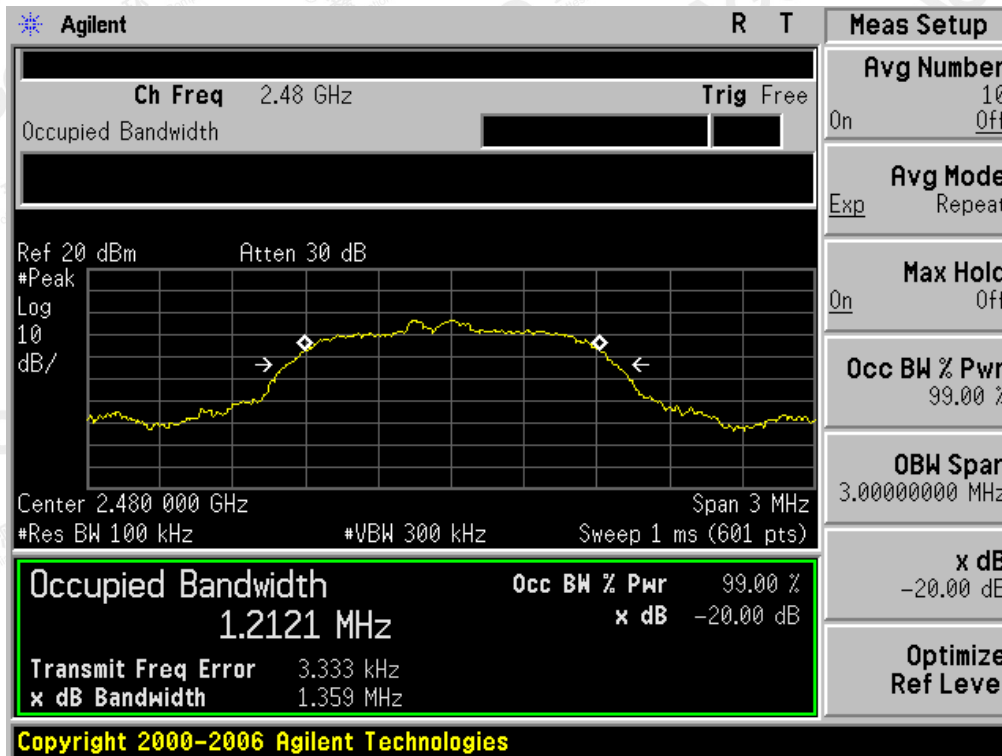 Agilent R T
Meas Setup
Ch Freq 2.48 GHz Trig Free
Occupied Bandwidth
Ref 20 dBm Atten 30 dB
#Peak
Log
10
dB/
Center 2.480 000 GHz Span 3 MHz
#Res BW 100 kHz #VBW 300 kHz Sweep 1 ms (601 pts)
Occupied Bandwidth
1.2121 MHz
Occ BW % Pwr 99.00 %
x dB -20.00 dB
Transmit Freq Error 3.333 kHz
x dB Bandwidth 1.359 MHz
Copyright 2000-2006 Agilent Technologies
Avg Number
10
On Off
Avg Mode
Exp Repeat
Max Hold
On Off
Occ BW % Pwr
99.00 %
OBW Span
3.00000000 MHz
x dB
-20.00 dB
Optimize
Ref Level